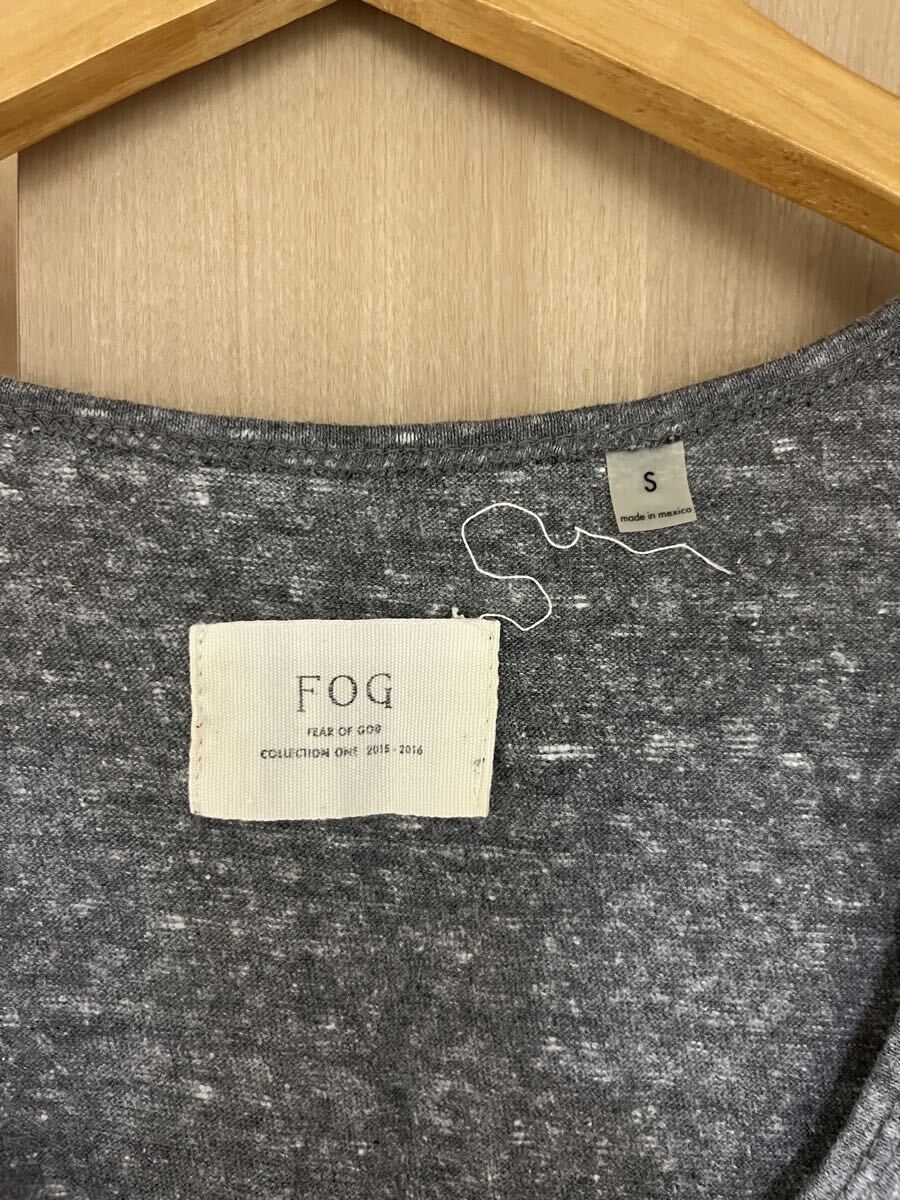 S
made in mexico
FOG
FEAR OF GOD
COLLECTION ONE 2015 - 2016